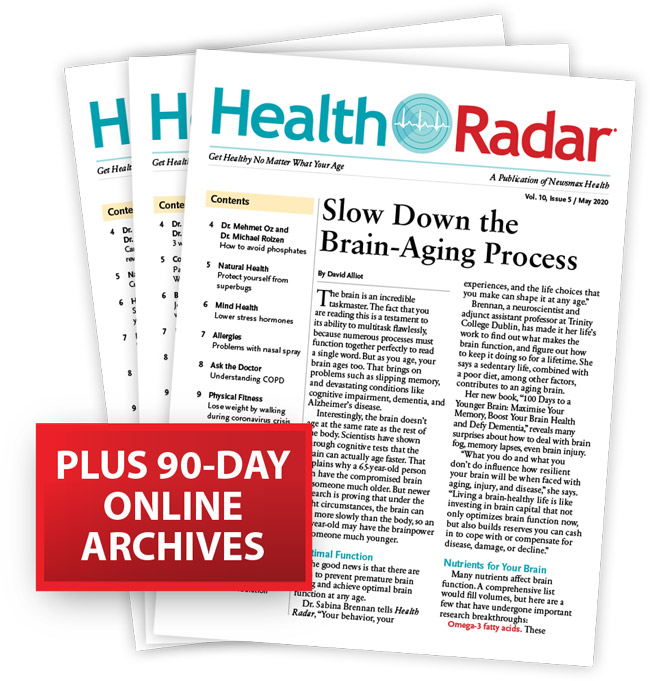 Health Radar
Get Healthy No Matter What Your Age
A Publication of Newsmax Health
Vol. 10, Issue 5 / May 2020
Contents
4 Dr. Mehmet Oz and
Dr. Michael Roizen
How to avoid phosphates
5 Natural Health
Protect yourself from
superbugs
6 Mind Health
Lower stress hormones
7 Allergies
Problems with nasal spray
8 Ask the Doctor
Understanding COPD
9 Physical Fitness
Lose weight by walking
during coronavirus crisis
Slow Down the
Brain-Aging Process
By David Alliot
The brain is an incredible
taskmaster. The fact that you
are reading this is a testament to
its ability to multitask flawlessly,
because numerous processes must
function together perfectly to read
a single word. But as you age, your
brain ages too. That brings on
problems such as slipping memory,
and devastating conditions like
cognitive impairment, dementia, and
Alzheimer's disease.
Interestingly, the brain doesn't
age at the same rate as the rest of
the body. Scientists have shown
through cognitive tests that the
can actually age faster. That
why a 65-year-old person
have the compromised brain
someone much older. But newer
is proving that under the
circumstances, the brain can
more slowly than the body, so an
may have the brainpower
someone much younger.
Function
The good news is that there are
to prevent premature brain
and achieve optimal brain
function at any age.
Dr. Sabina Brennan tells Health
Radar, "Your behavior, your
experiences, and the life choices that
you make can shape it at any age."
Brennan, a neuroscientist and
adjunct assistant professor at Trinity
College Dublin, has made it her life's
work to find out what makes the
brain function, and figure out how
to keep it doing so for a lifetime. She
says a sedentary life, combined with
a poor diet, among other factors,
contributes to an aging brain.
Her new book, "100 Days to a
Younger Brain: Maximise Your
Memory, Boost Your Brain Health
and Defy Dementia," reveals many
surprises about how to deal with brain
fog, memory lapses, even brain injury.
"What you do and what you
don't do influence how resilient
your brain will be when faced with
aging, injury, and disease," she says.
"Living a brain-healthy life is like
investing in brain capital that not
only optimizes brain function now,
but also builds reserves you can cash
in to cope with or compensate for
disease, damage, or decline."
Nutrients for Your Brain
Many nutrients affect brain
function. A comprehensive list
would fill volumes, but here are a
few that have undergone important
research breakthroughs:
Omega-3 fatty acids. These
PLUS 90-DAY
ONLINE
ARCHIVES